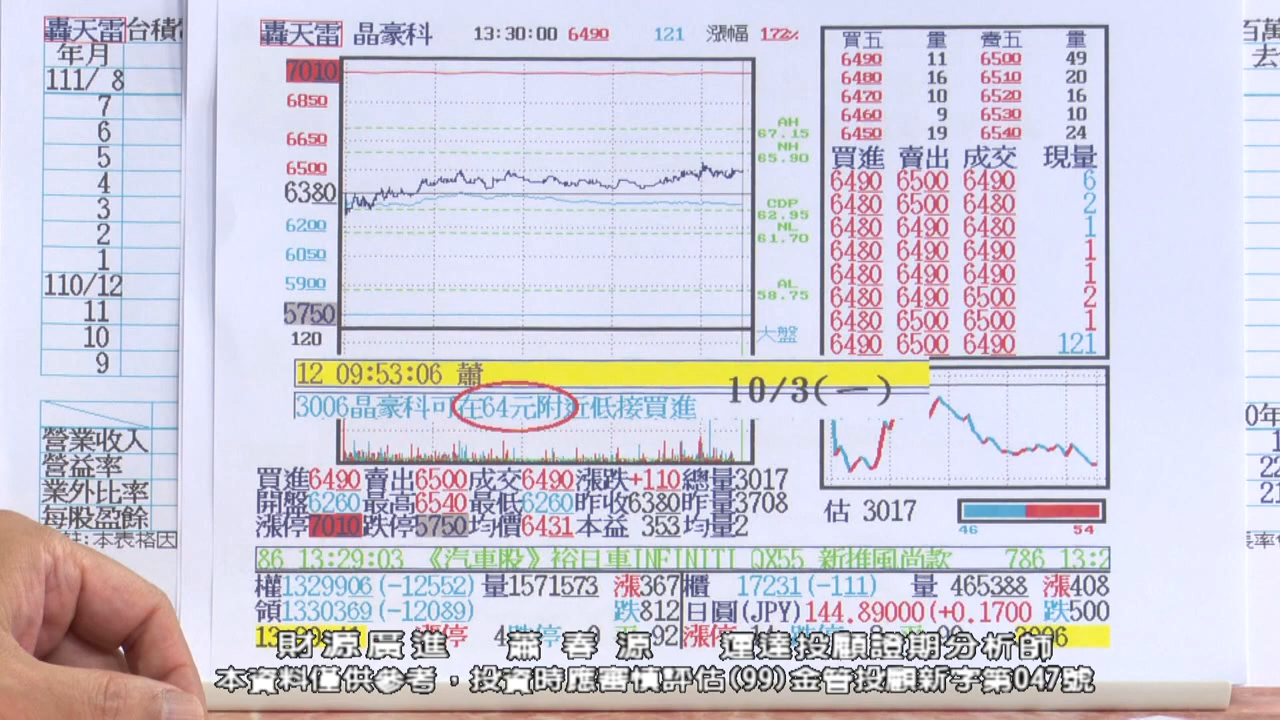 轟天雷 台積
年月
111/ 8
7
6
5
4
3
2
1
110/12
11
10
9
營業收入
營益率
業外比率
每股盈餘
註:本表格因
轟天雷 晶豪科 13:30:00 6490 121 漲幅 1.72%
7010
6850
6650
6500
6380
6200
6050
5900
5750
120
AH
67.15
NH
65.90
CDP
62.95
NL
61.70
AL
58.75
大盤
買五 量 賣五 量
6490 11 6500 49
6480 16 6510 20
6470 10 6520 16
6460 9 6530 10
6450 19 6540 24
買進 賣出 成交 現量
6490 6500 6490 6
6480 6500 6480 2
6480 6490 6480 1
6480 6490 6490 1
6480 6490 6490 1
6480 6490 6500 2
6480 6500 6500 1
6490 6500 6490 121
12 09:53:06 蕭
10/3(一)
3006晶豪科可在64元附近低接買進
買進6490 賣出6500 成交6490 漲跌+110 總量3017
開盤6260 最高6540 最低6260 昨收6380 昨量3708
漲停7010 跌停5750 均價6431 本益 353 均量2
估 3017
46 54
86 13:29:03 《汽車股》裕日車INFINITI QX55 新推風尚款 786 13:2
權1329906 (-12552) 量1571573 漲367 櫃 17231 (-111) 量 465388 漲408
領1330369 (-12089) 跌812 日圓(JPY) 144.89000(+0.1700 跌500
財源廣進 蕭春源 運達投顧證期分析師
本資料僅供參考，投資時應審慎評估(99)金管投顧新字第047號
百萬
去